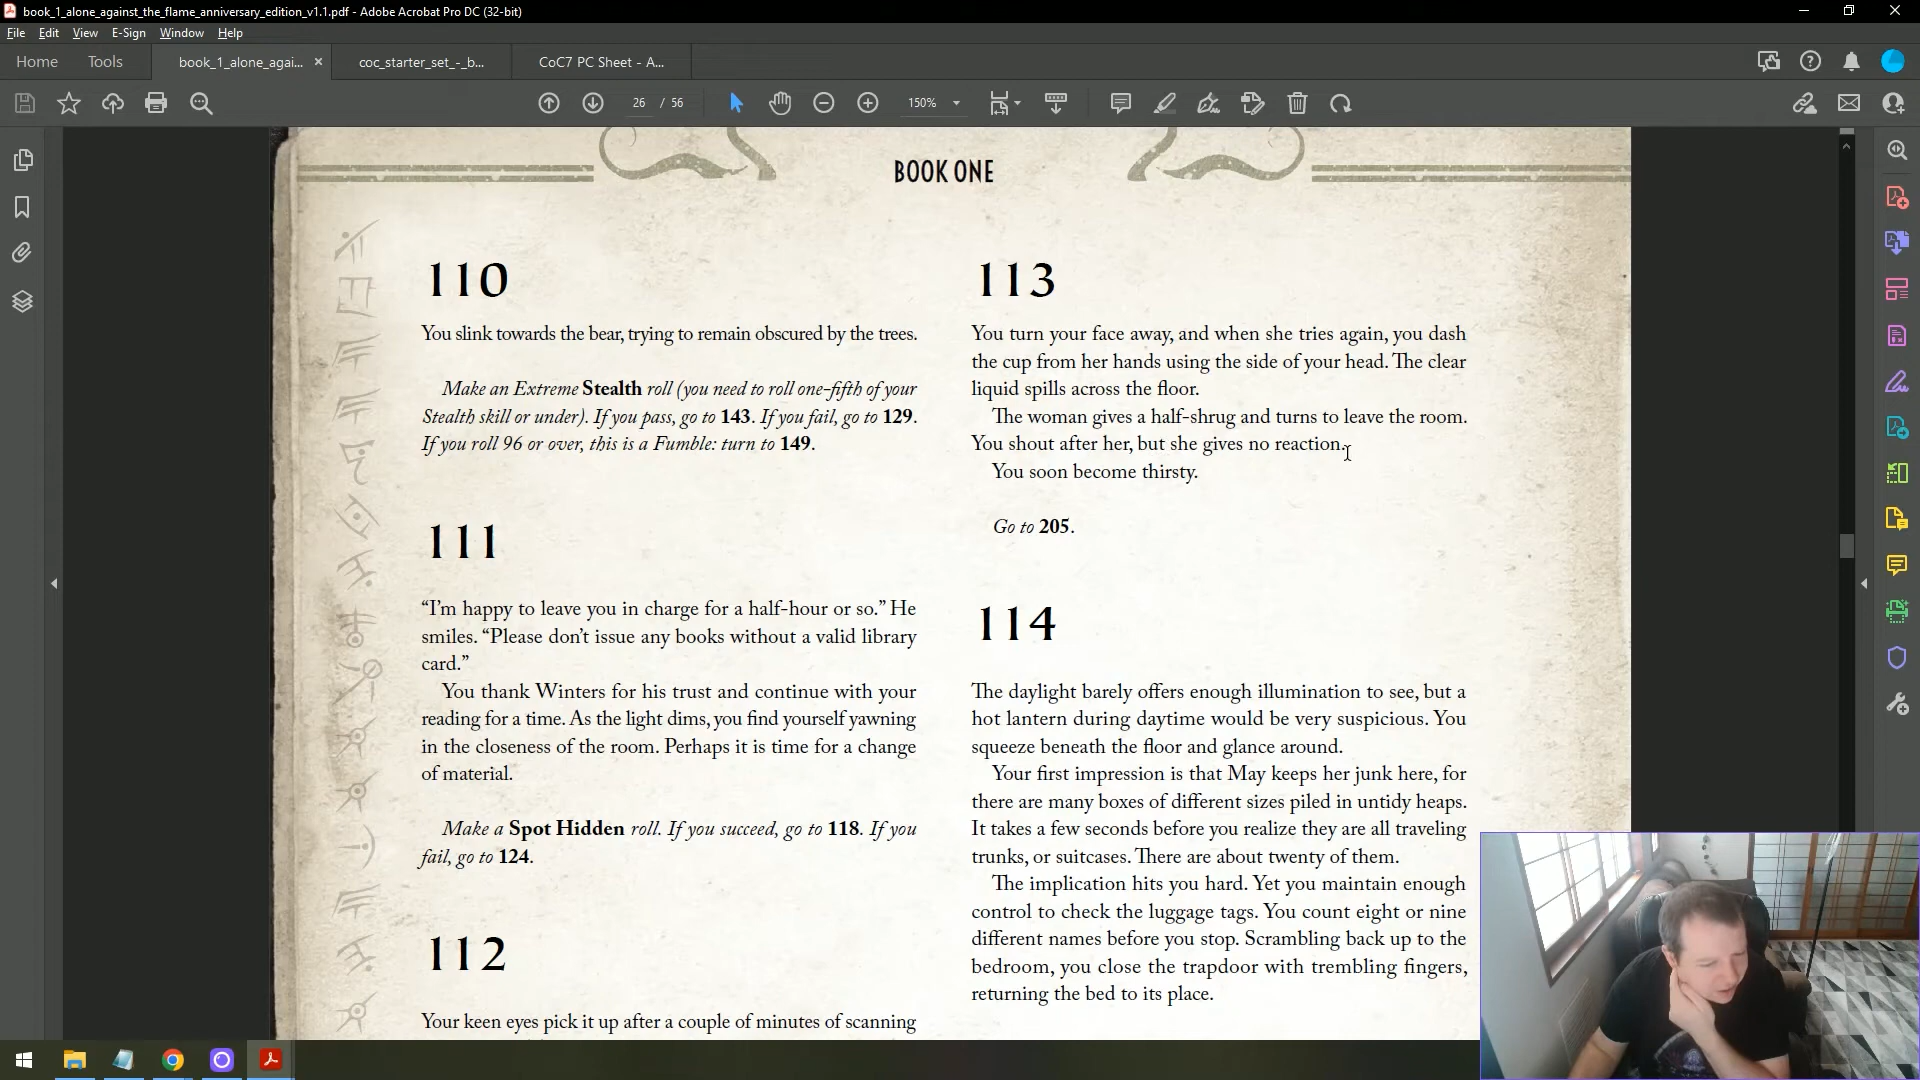 book_1_alone_against_the_flame_anniversary_edition_v1.1.pdf - Adobe Acrobat Pro DC (32-bit)
File Edit View E-Sign Window Help
Home Tools book_1_alone_agai... × coc_starter_set_-_b... CoC7 PC Sheet - A...
26 / 56 150%
BOOK ONE
110
You slink towards the bear, trying to remain obscured by the trees.
Make an Extreme Stealth roll (you need to roll one-fifth of your
Stealth skill or under). If you pass, go to 143. If you fail, go to 129.
If you roll 96 or over, this is a Fumble: turn to 149.
111
“I’m happy to leave you in charge for a half-hour or so.” He
smiles. “Please don’t issue any books without a valid library
card.”
You thank Winters for his trust and continue with your
reading for a time. As the light dims, you find yourself yawning
in the closeness of the room. Perhaps it is time for a change
of material.
Make a Spot Hidden roll. If you succeed, go to 118. If you
fail, go to 124.
112
Your keen eyes pick it up after a couple of minutes of scanning
113
You turn your face away, and when she tries again, you dash
the cup from her hands using the side of your head. The clear
liquid spills across the floor.
The woman gives a half-shrug and turns to leave the room.
You shout after her, but she gives no reaction.
You soon become thirsty.
Go to 205.
114
The daylight barely offers enough illumination to see, but a
hot lantern during daytime would be very suspicious. You
squeeze beneath the floor and glance around.
Your first impression is that May keeps her junk here, for
there are many boxes of different sizes piled in untidy heaps.
It takes a few seconds before you realize they are all traveling
trunks, or suitcases. There are about twenty of them.
The implication hits you hard. Yet you maintain enough
control to check the luggage tags. You count eight or nine
different names before you stop. Scrambling back up to the
bedroom, you close the trapdoor with trembling fingers,
returning the bed to its place.